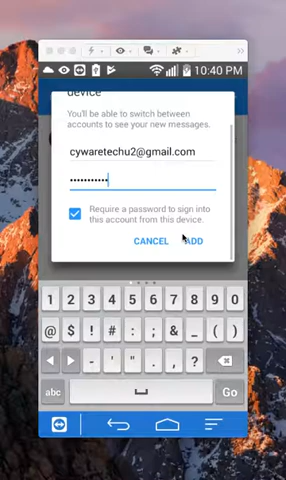 10:40 PM
device
You'll be able to switch between
accounts to see your new messages.
cywaretechu2@gmail.com
•••••••••••
Require a password to sign into
this account from this device.
CANCEL ADD
1 2 3 4 5 6 7 8 9 0
@ $ ! # : ; & _ ( )
- ' " . , ?
abc Go